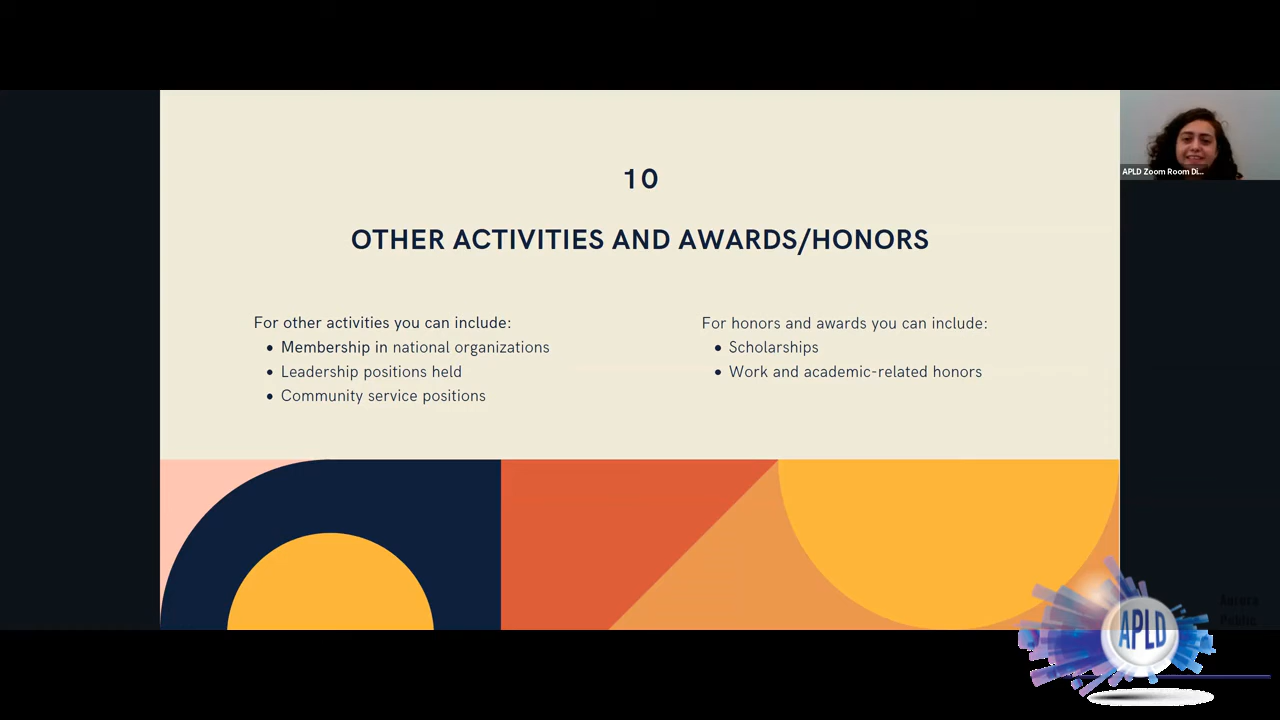 10
OTHER ACTIVITIES AND AWARDS/HONORS
For other activities you can include:
• Membership in national organizations
• Leadership positions held
• Community service positions
For honors and awards you can include:
• Scholarships
• Work and academic-related honors
APLD Zoom Room Di...
APLD
Aurora
Public